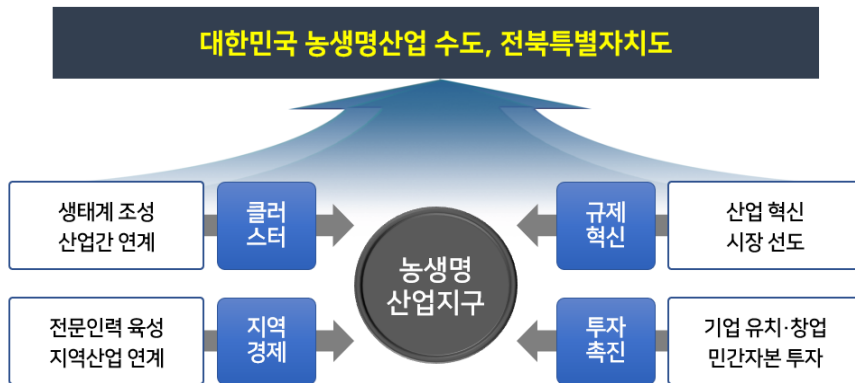 대한민국 농생명산업 수도, 전북특별자치도
생태계 조성
산업간 연계
클러
스터
규제
혁신
산업 혁신
시장 선도
농생명
산업지구
전문인력 육성
지역산업 연계
지역
경제
투자
촉진
기업 유치·창업
민간자본 투자